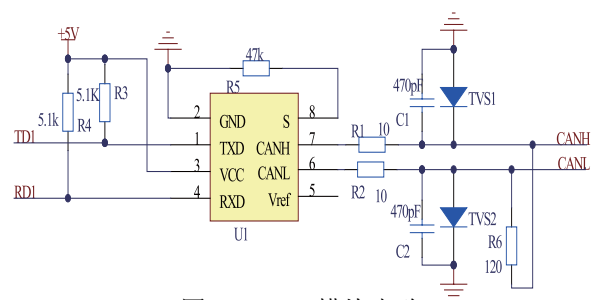 +5V
47k
R5
5.1K
R3
5.1k
R4
470pF
C1
TVS1
2
GND
S
8
TD1
1
TXD
CANH
7
R1
10
CANH
3
VCC
CANL
6
CANL
RD1
4
RXD
Vref
5
R2
10
U1
470pF
C2
TVS2
R6
120